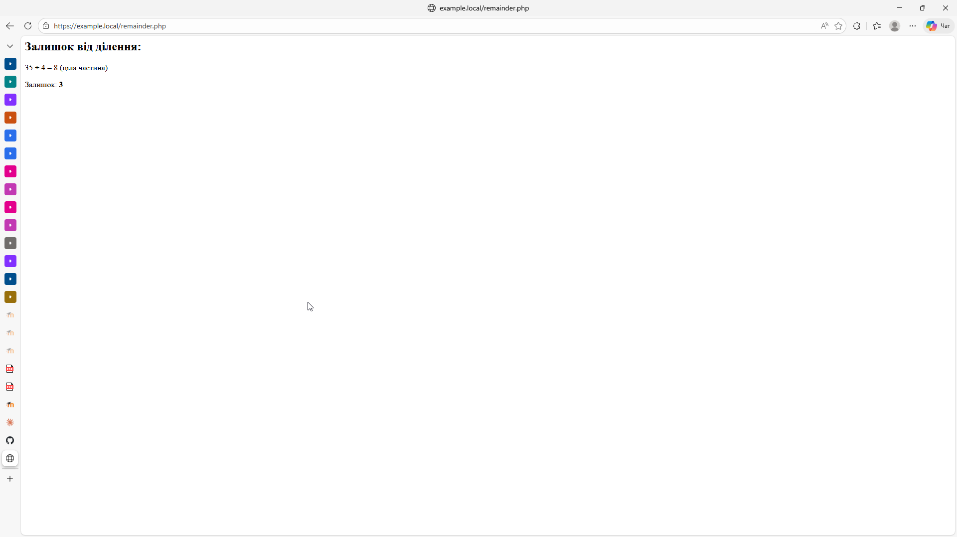 example.local/remainder.php
https://example.local/remainder.php
Чат
Залишок від ділення:
35 ÷ 4 = 8 (ціла частина)
Залишок: 3